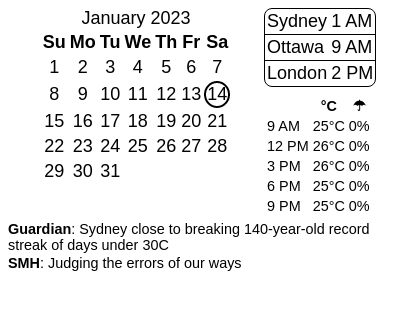 January 2023
Su Mo Tu We Th Fr Sa
1 2 3 4 5 6 7
8 9 10 11 12 13 14
15 16 17 18 19 20 21
22 23 24 25 26 27 28
29 30 31
Sydney 1 AM
Ottawa 9 AM
London 2 PM
°C ☂
9 AM 25°C 0%
12 PM 26°C 0%
3 PM 26°C 0%
6 PM 25°C 0%
9 PM 25°C 0%
Guardian: Sydney close to breaking 140-year-old record
streak of days under 30C
SMH: Judging the errors of our ways